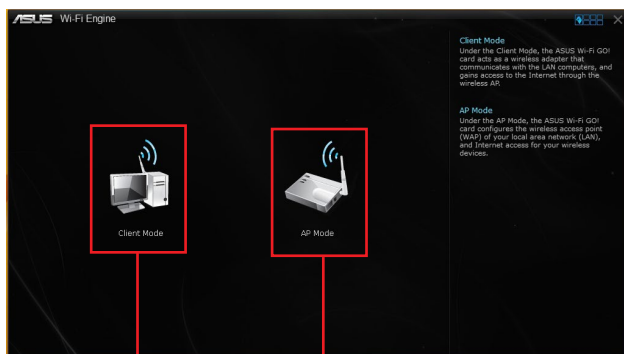 ASUS Wi-Fi Engine
Client Mode
AP Mode
Client Mode
Under the Client Mode, the ASUS Wi-Fi GO!
card acts as a wireless adapter that
communicates with the LAN computers, and
gains access to the Internet through the
wireless AP.
AP Mode
Under the AP Mode, the ASUS Wi-Fi GO!
card configures the wireless access point
(WAP) of your local area network (LAN),
and Internet access for your wireless
devices.